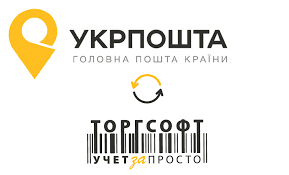 УКРПОШТА
ГОЛОВНА ПОШТА КРАЇНИ
ТОРГСОФТ
УЧЕТ за ПРОСТО